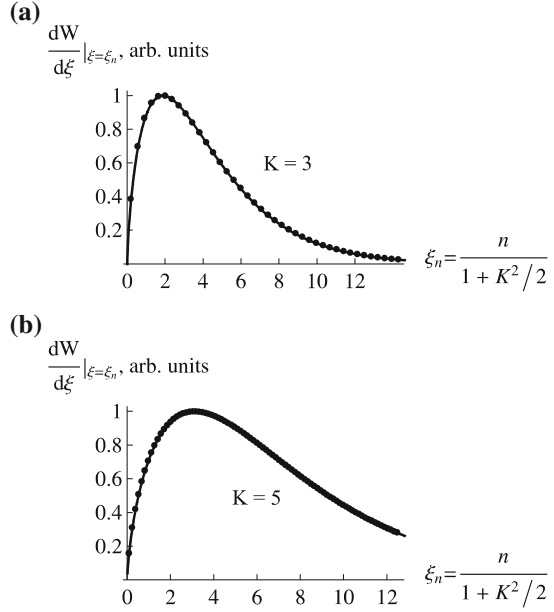 (a)
dW/dξ |ξ=ξn, arb. units
1
0.8
0.6
0.4
0.2
K = 3
0 2 4 6 8 10 12
ξn= n/(1 + K^2/2)
(b)
dW/dξ |ξ=ξn, arb. units
1
0.8
0.6
0.4
0.2
K = 5
0 2 4 6 8 10 12
ξn= n/(1 + K^2/2)